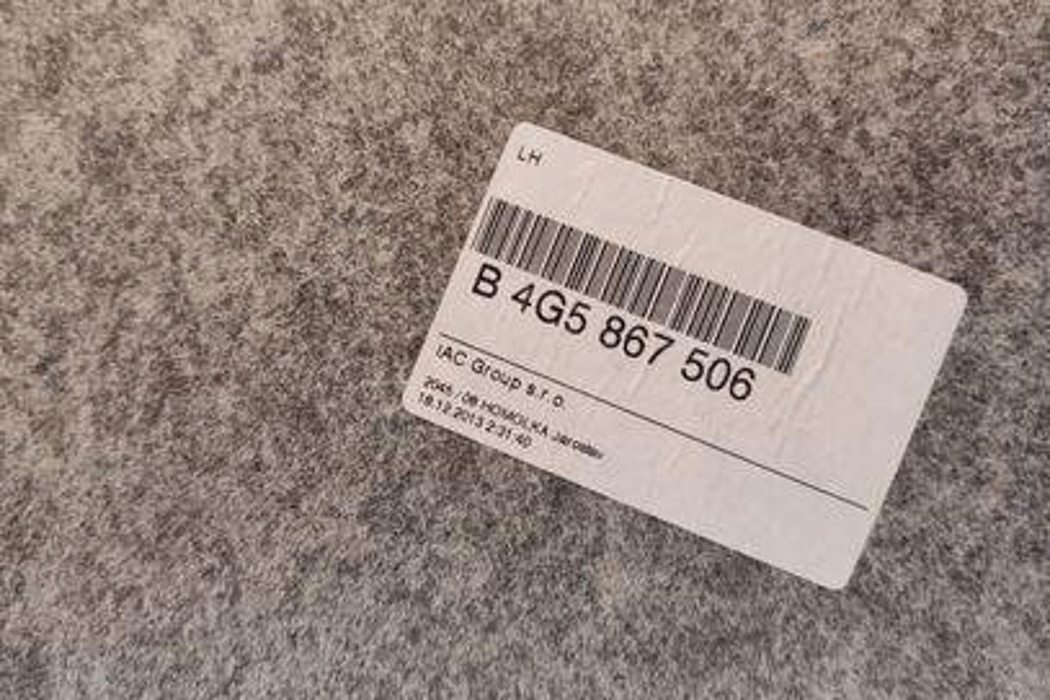 LH
B 4G5 867 506
IAC Group s.r.o.
2045 / 08 HOMOLKA Jaroslav
18.12.2013 2:31:40